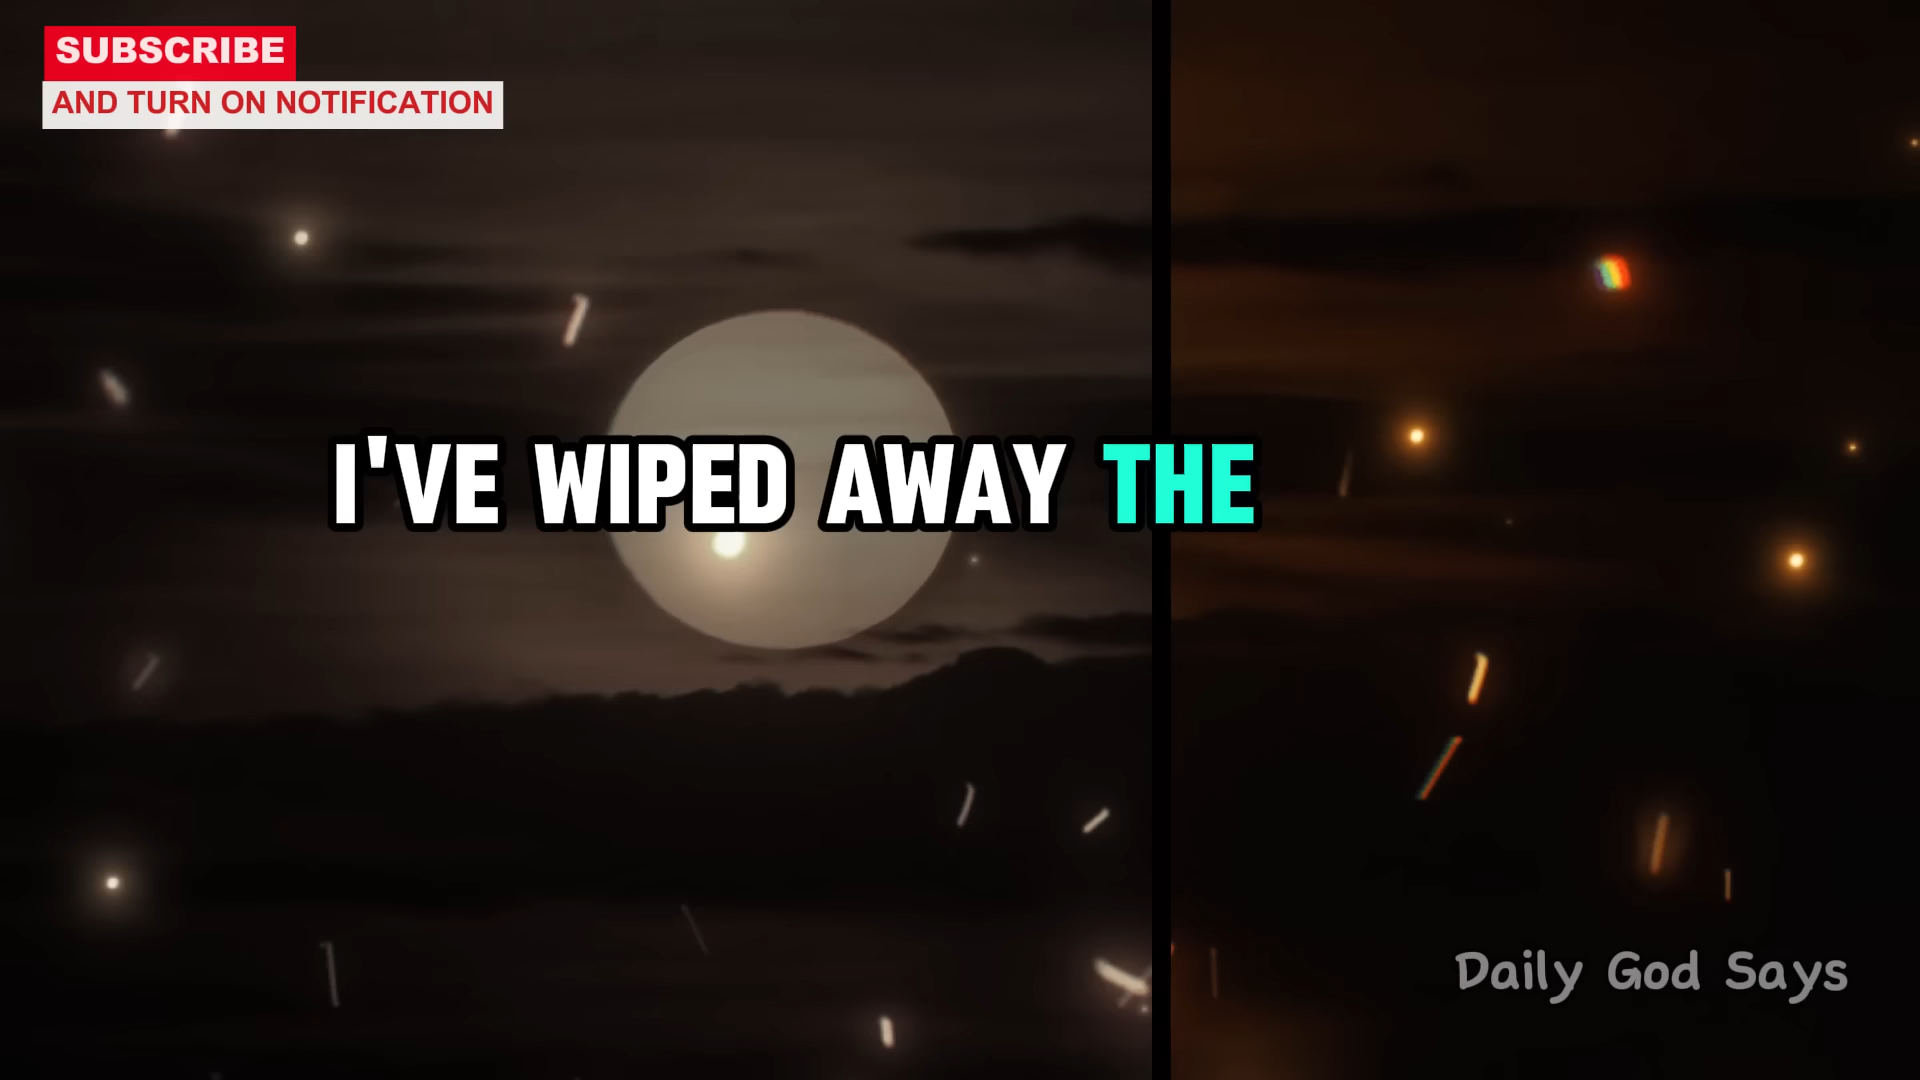 SUBSCRIBE
AND TURN ON NOTIFICATION
I'VE WIPED AWAY THE
Daily God Says